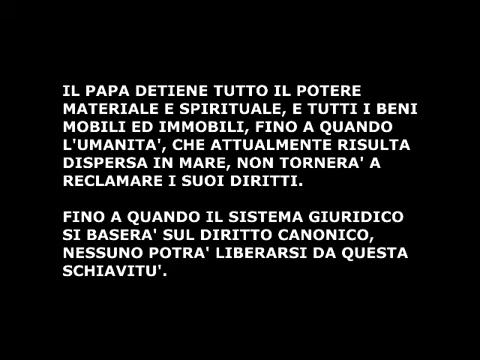 IL PAPA DETIENE TUTTO IL POTERE
MATERIALE E SPIRITUALE, E TUTTI I BENI
MOBILI ED IMMOBILI, FINO A QUANDO
L'UMANITA', CHE ATTUALMENTE RISULTA
DISPERSA IN MARE, NON TORNERA' A
RECLAMARE I SUOI DIRITTI.
FINO A QUANDO IL SISTEMA GIURIDICO
SI BASERA' SUL DIRITTO CANONICO,
NESSUNO POTRA' LIBERARSI DA QUESTA
SCHIAVITU'.